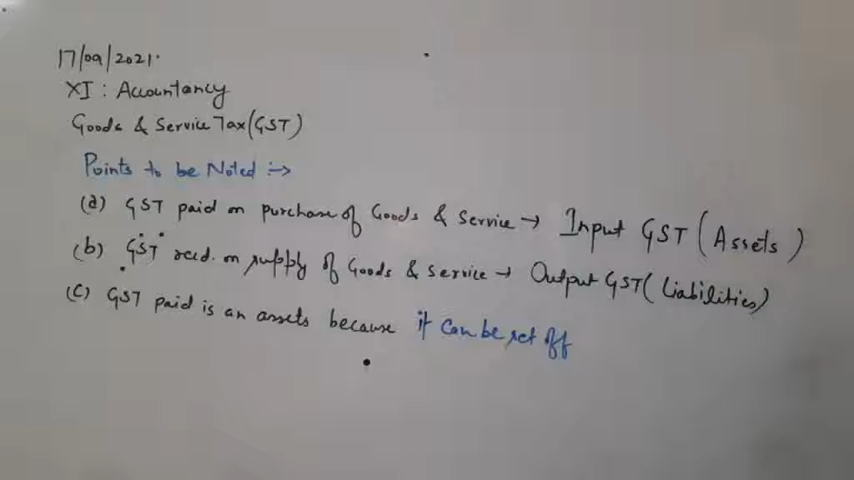 17/09/2021.
XI : Accountancy
Goods & Service Tax (GST)
Points to be Noted :->
(a) GST paid on purchase of Goods & Service → Input GST (Assets)
(b) GST recd. on supply of Goods & Service → Output GST (Liabilities)
(C) GST paid is an assets because it can be set off